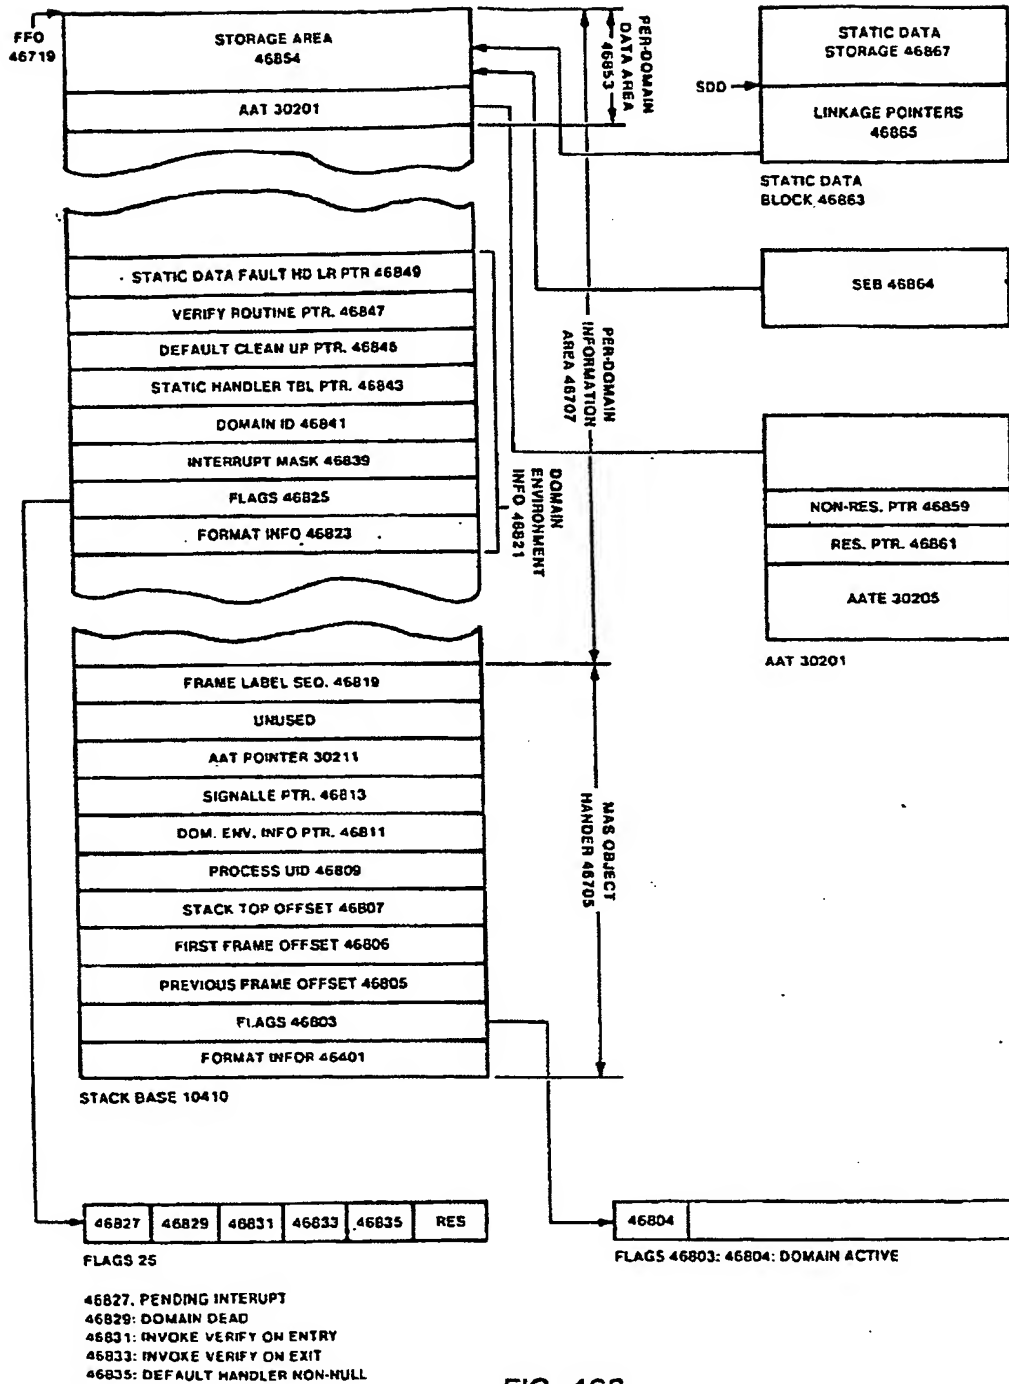 FFO
46719
STORAGE AREA
46854
AAT 30201
PER-DOMAIN
DATA AREA
46853
STATIC DATA
STORAGE 46867
SDD
LINKAGE POINTERS
46865
STATIC DATA
BLOCK 46863
STATIC DATA FAULT HD LR PTR 46849
VERIFY ROUTINE PTR. 46847
DEFAULT CLEAN UP PTR. 46845
STATIC HANDLER TBL PTR. 46843
DOMAIN ID 46841
INTERRUPT MASK 46839
FLAGS 46825
FORMAT INFO 46823
DOMAIN
ENVIRONMENT
INFO 46821
PER-DOMAIN
INFORMATION
AREA 46707
SEB 46864
NON-RES. PTR 46859
RES. PTR. 46861
AATE 30205
AAT 30201
FRAME LABEL SEQ. 46819
UNUSED
AAT POINTER 30211
SIGNALLE PTR. 46813
DOM. ENV. INFO PTR. 46811
PROCESS UID 46809
STACK TOP OFFSET 46807
FIRST FRAME OFFSET 46806
PREVIOUS FRAME OFFSET 46805
FLAGS 46803
FORMAT INFOR 46401
MAS OBJECT
HANDER 46705
STACK BASE 10410
46827 46829 46831 46833 46835 RES
FLAGS 25
46804
FLAGS 46803: 46804: DOMAIN ACTIVE
46827. PENDING INTERUPT
46829: DOMAIN DEAD
46831: INVOKE VERIFY ON ENTRY
46833: INVOKE VERIFY ON EXIT
46835: DEFAULT HANDLER NON-NULL
FIG. 468